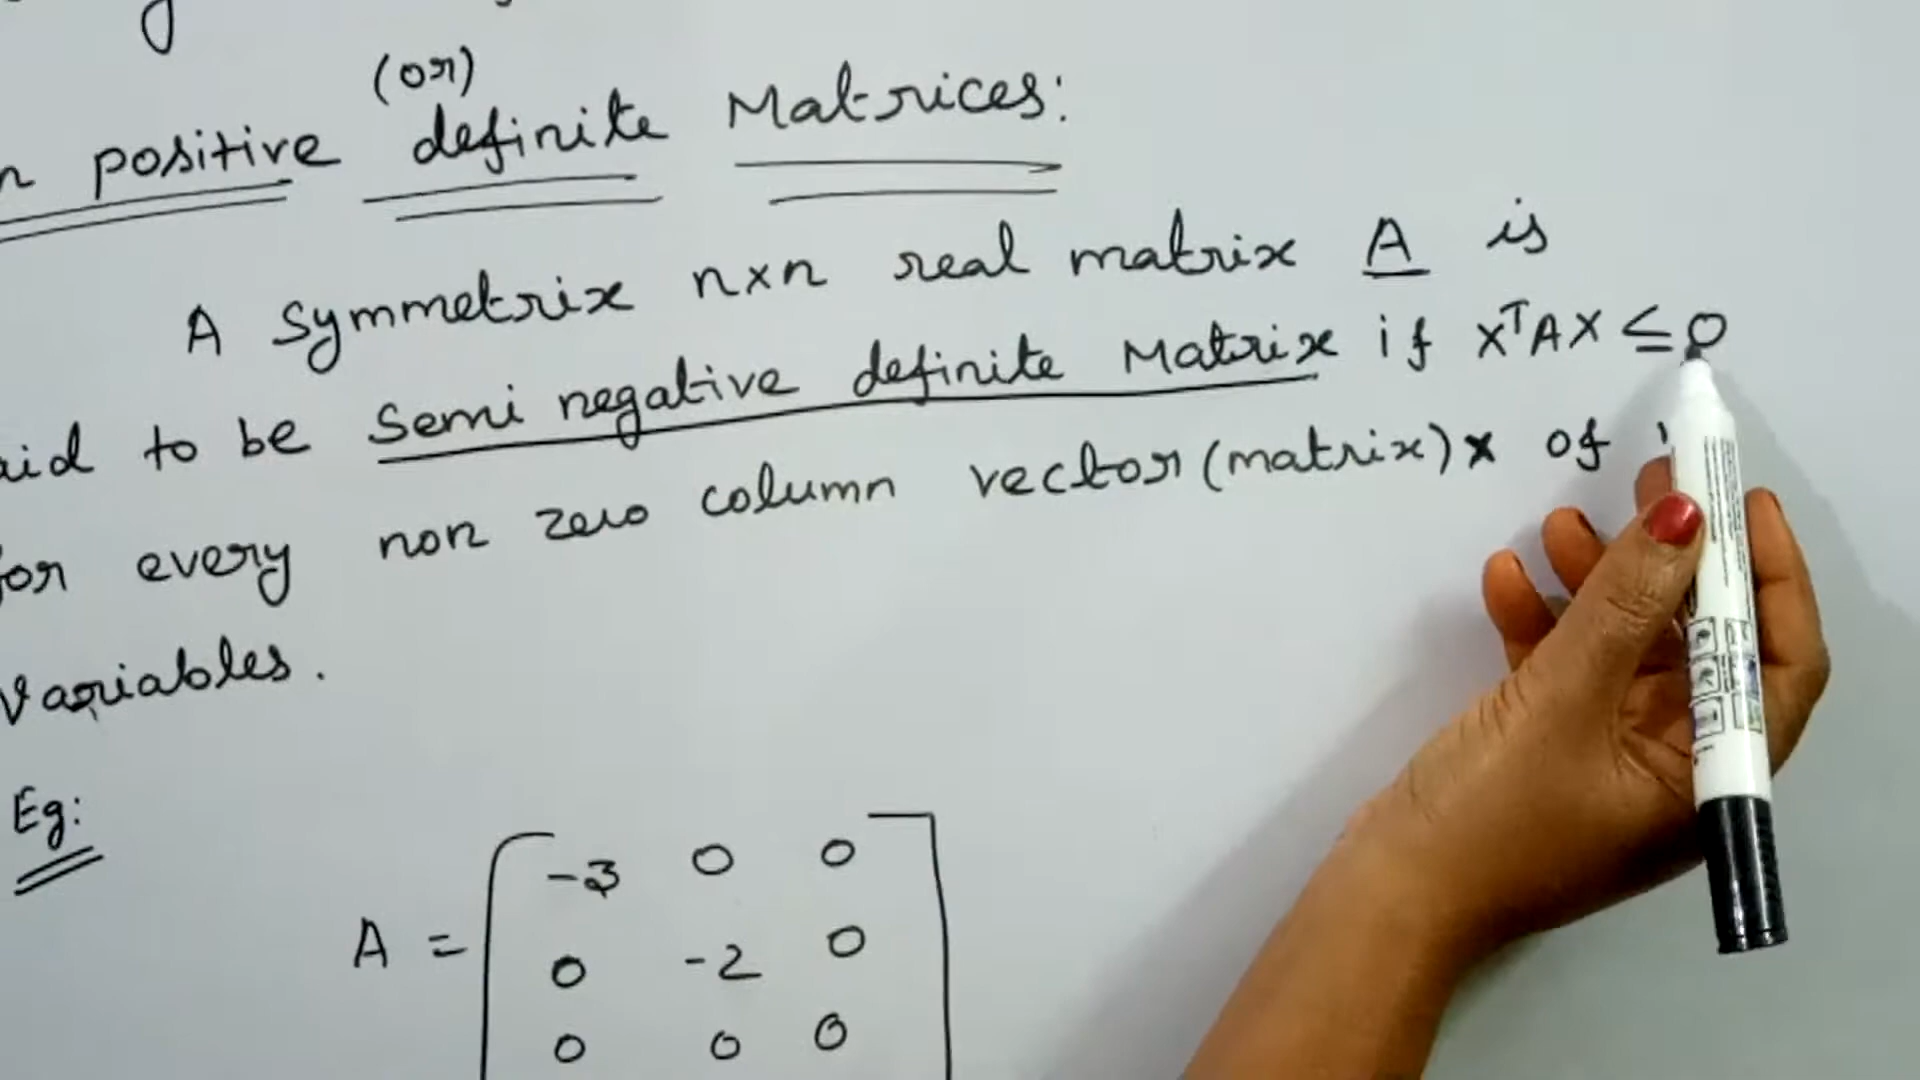 (or)
positive definite Matrices:
A Symmetrix n×n real matrix A is
to be Semi negative definite Matrix if XᵀAX ≤ 0
every non zero column vector (matrix) x of
Variables.
Eg:
A =
-3 0 0
0 -2 0
0 0 0